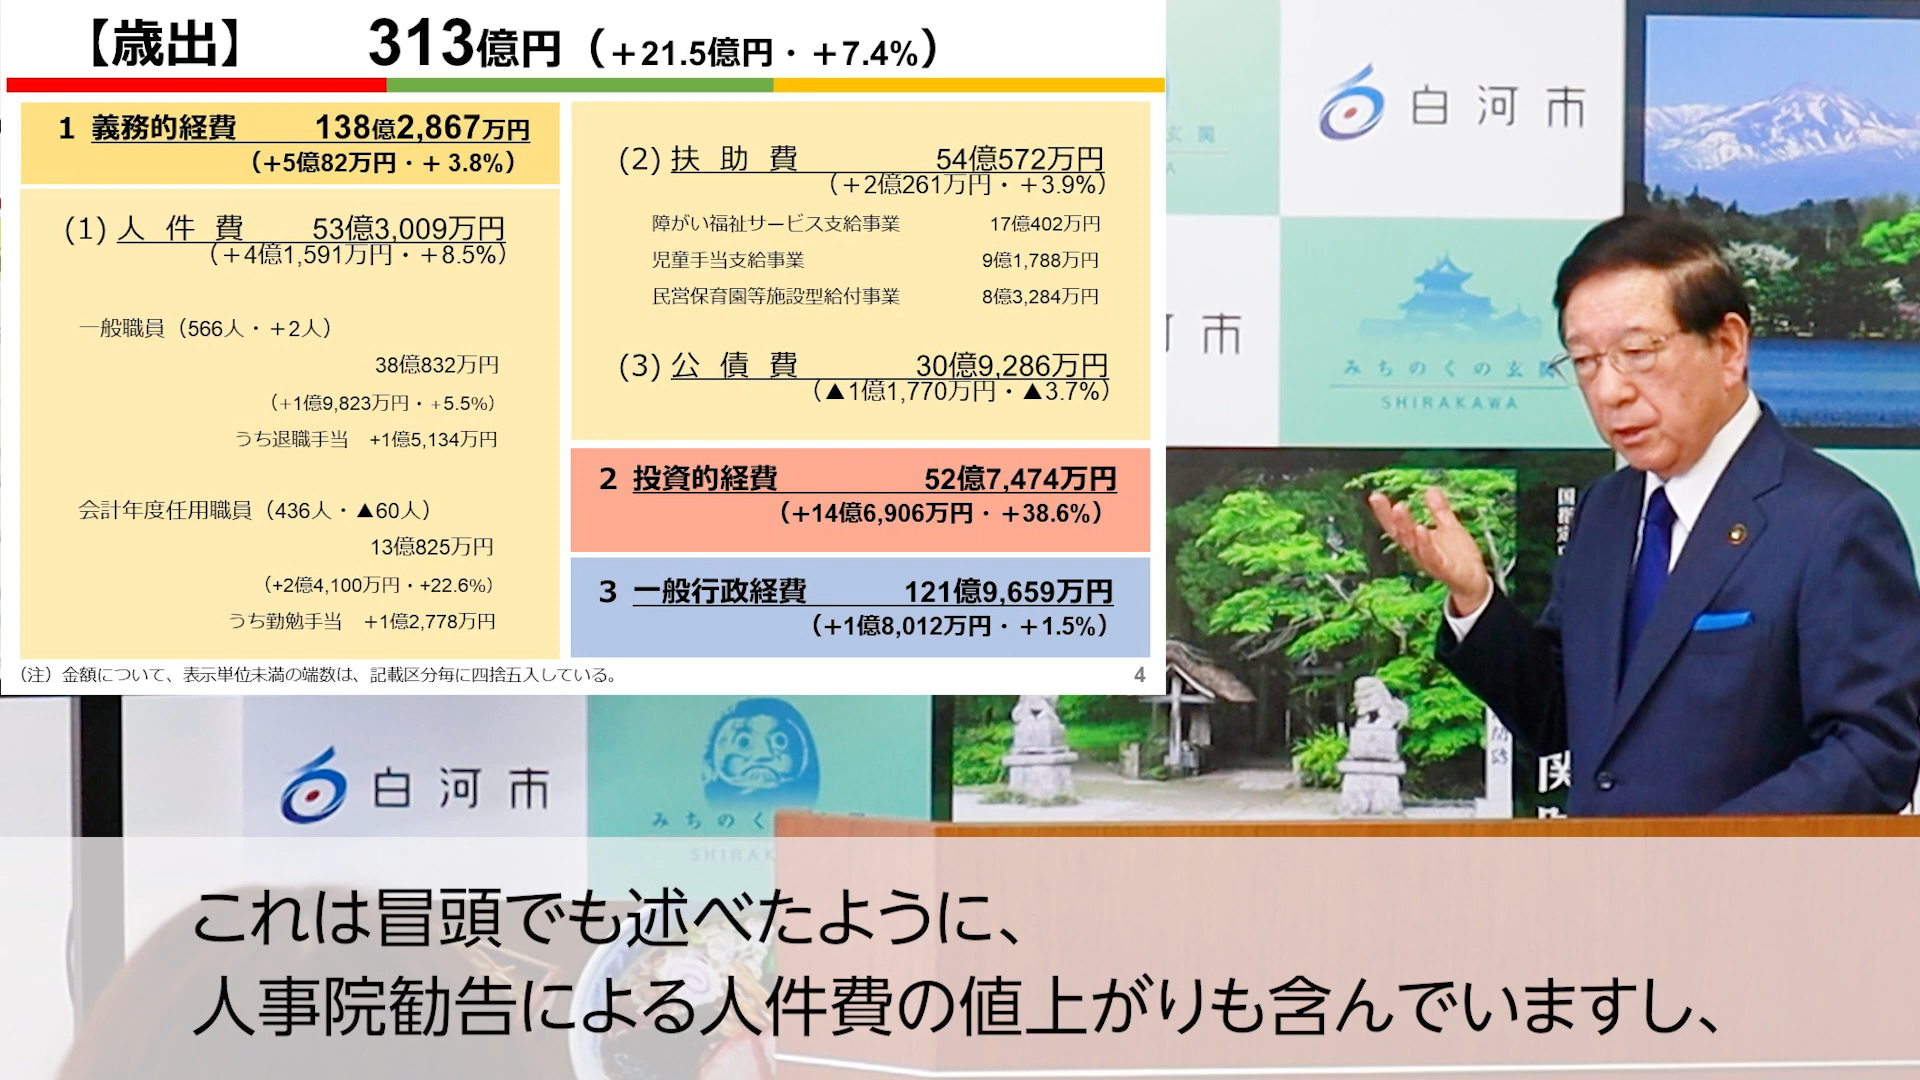 【歳出】 313億円（＋21.5億円・＋7.4%）
1 義務的経費 138億2,867万円
（+5億82万円・+ 3.8%）
(1) 人 件 費 53億3,009万円
（＋4億1,591万円・＋8.5%）
一般職員（566人・＋2人）
38億832万円
（+1億9,823万円・+5.5%）
うち退職手当 +1億5,134万円
会計年度任用職員（436人・▲60人）
13億825万円
（+2億4,100万円・+22.6%）
うち勤勉手当 +1億2,778万円
(2) 扶 助 費 54億572万円
（＋2億261万円・＋3.9%）
障がい福祉サービス支給事業 17億402万円
児童手当支給事業 9億1,788万円
民営保育園等施設型給付事業 8億3,284万円
(3) 公 債 費 30億9,286万円
（▲1億1,770万円・▲3.7%）
2 投資的経費 52億7,474万円
（+14億6,906万円・+38.6%）
3 一般行政経費 121億9,659万円
（+1億8,012万円・＋1.5%）
（注）金額について、表示単位未満の端数は、記載区分毎に四捨五入している。
4
白河市
玄関
市
みちのくの玄関
SHIRAKAWA
白河市
みちのく
SHIRAK
関
これは冒頭でも述べたように、
人事院勧告による人件費の値上がりも含んでいますし、